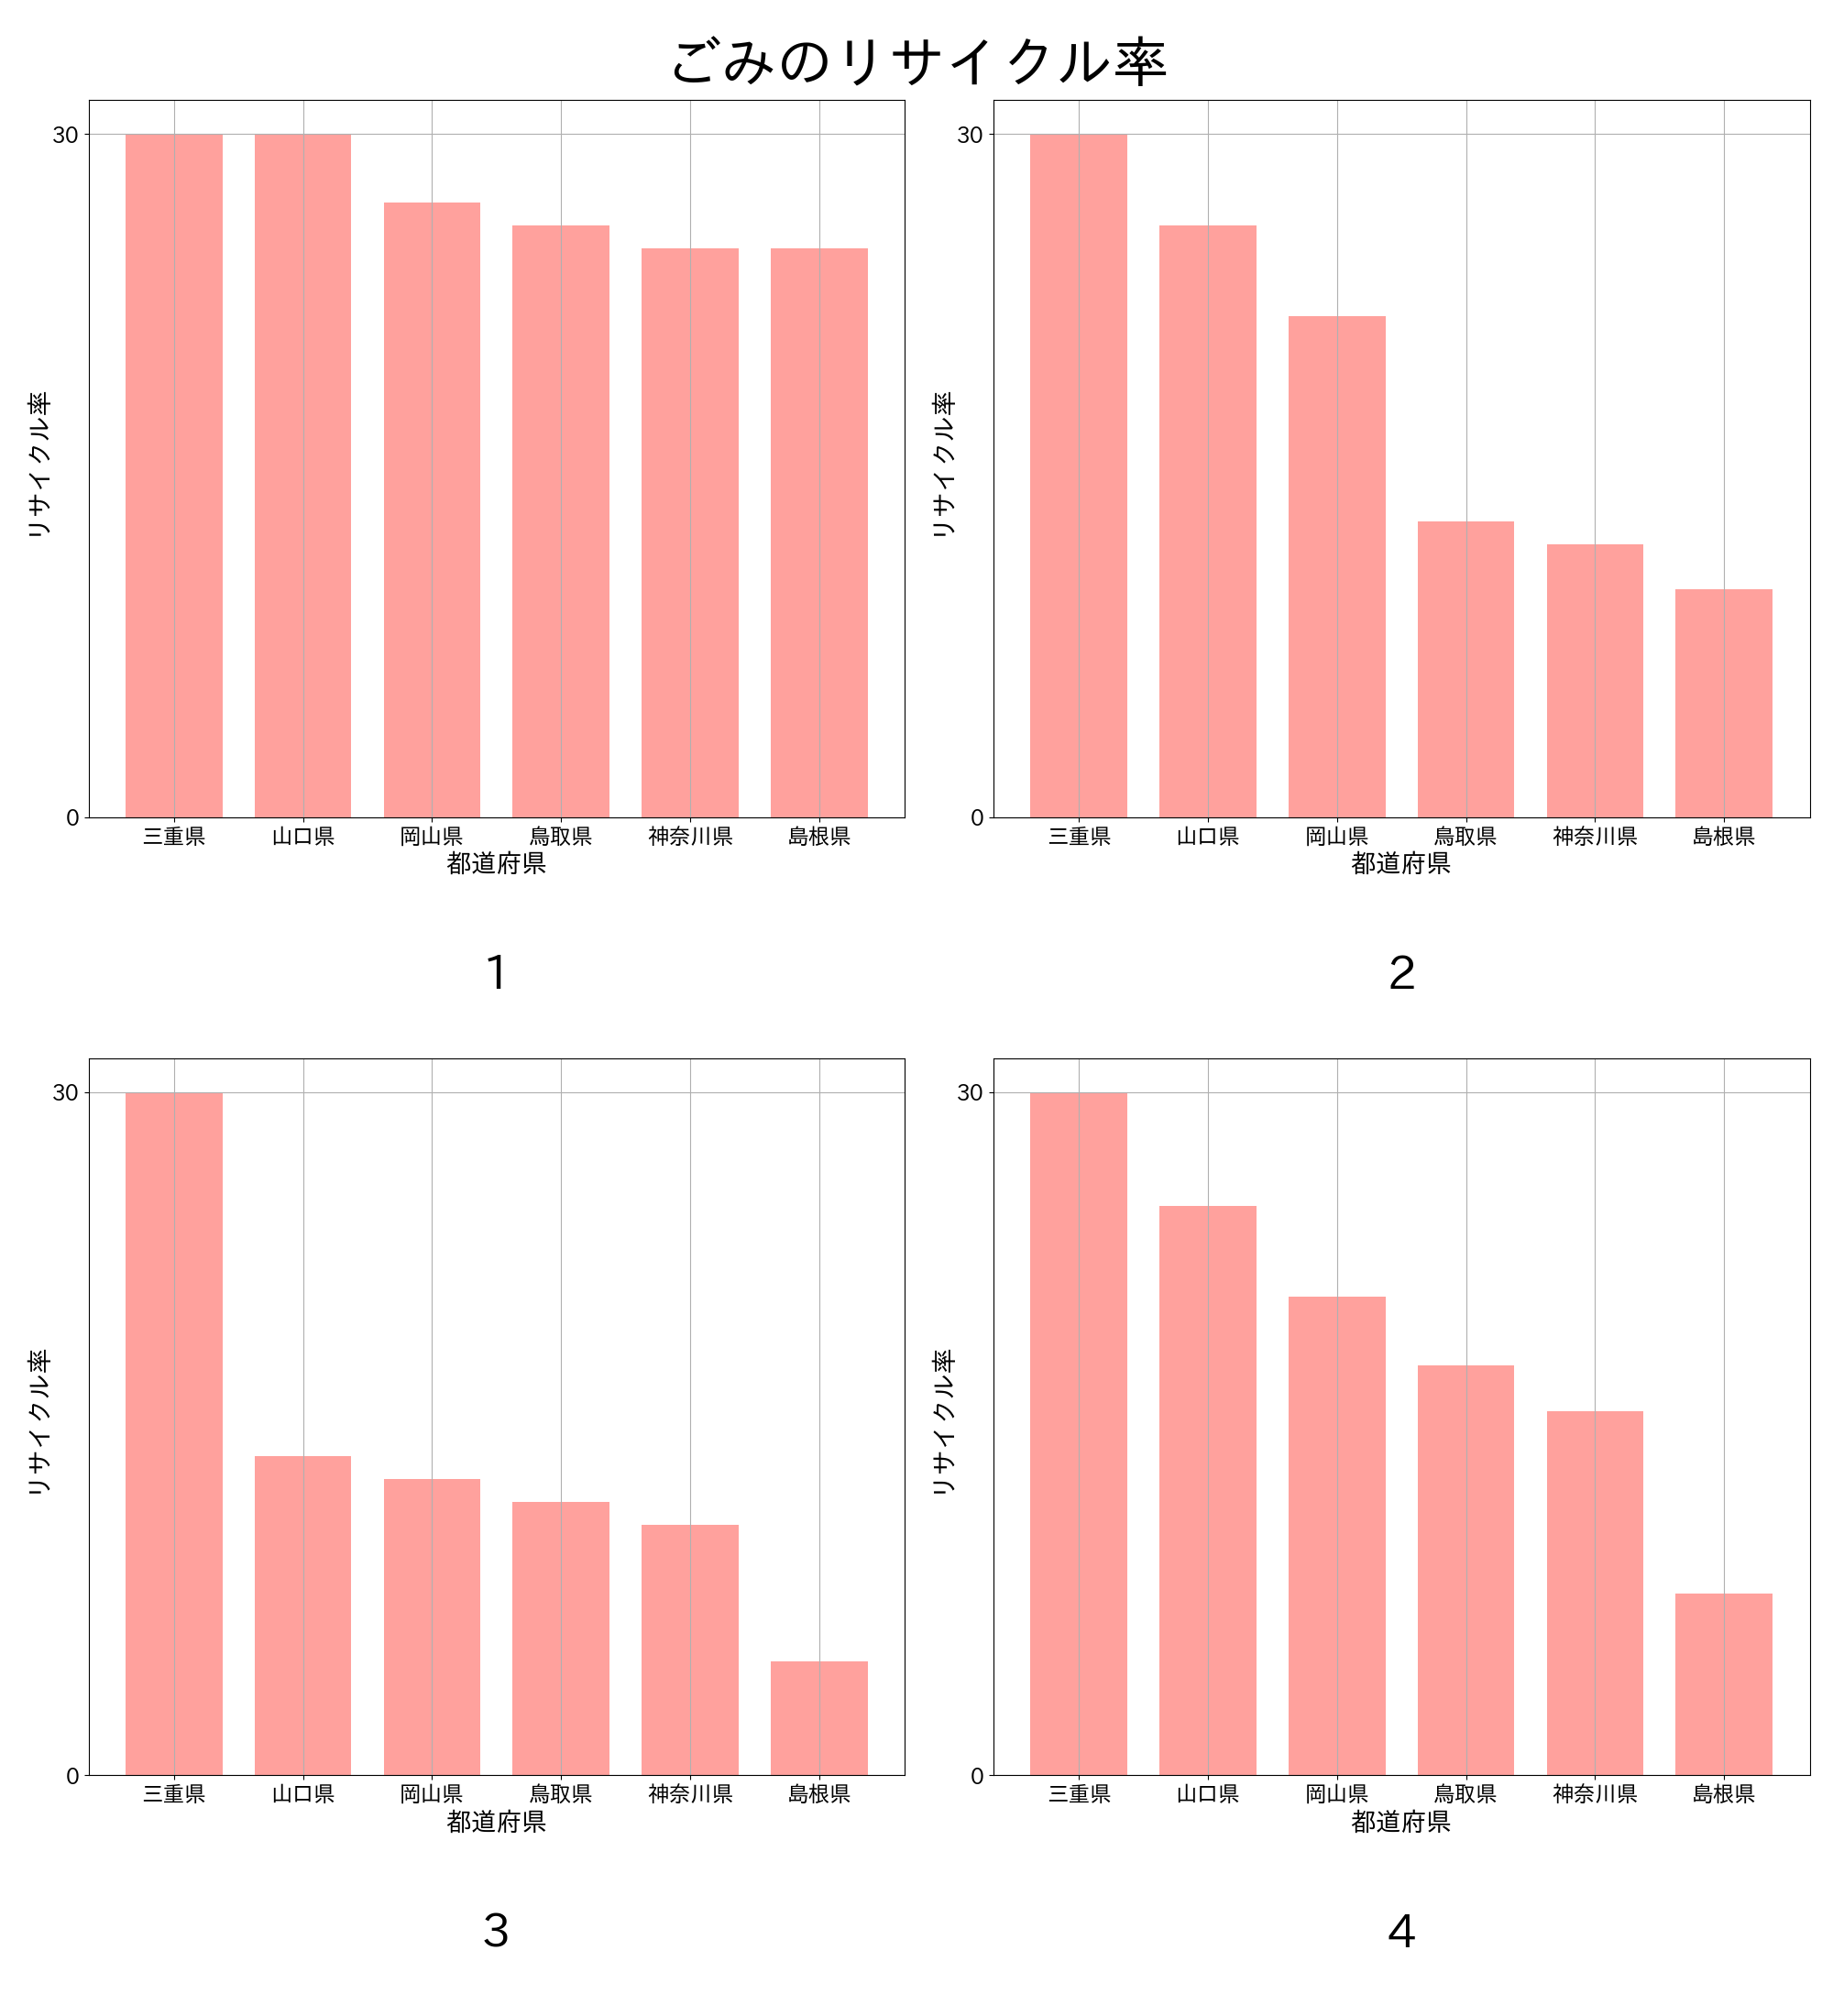 ごみのリサイクル率
30
0
リサイクル率
三重県 山口県 岡山県 鳥取県 神奈川県 島根県
都道府県
1
30
0
リサイクル率
三重県 山口県 岡山県 鳥取県 神奈川県 島根県
都道府県
2
30
0
リサイクル率
三重県 山口県 岡山県 鳥取県 神奈川県 島根県
都道府県
3
30
0
リサイクル率
三重県 山口県 岡山県 鳥取県 神奈川県 島根県
都道府県
4